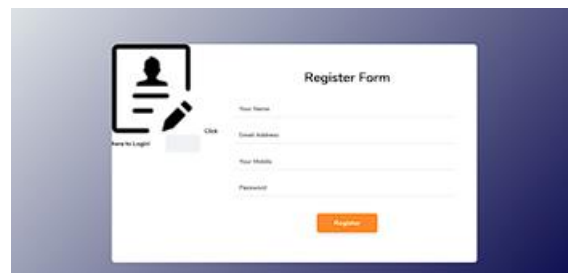 Register Form
Your Name
Click
Email Address
here to Login!
Your Mobile
Password
Register